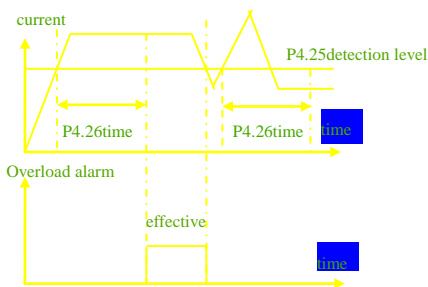 current
P4.25detection level
P4.26time
P4.26time
time
Overload alarm
effective
time